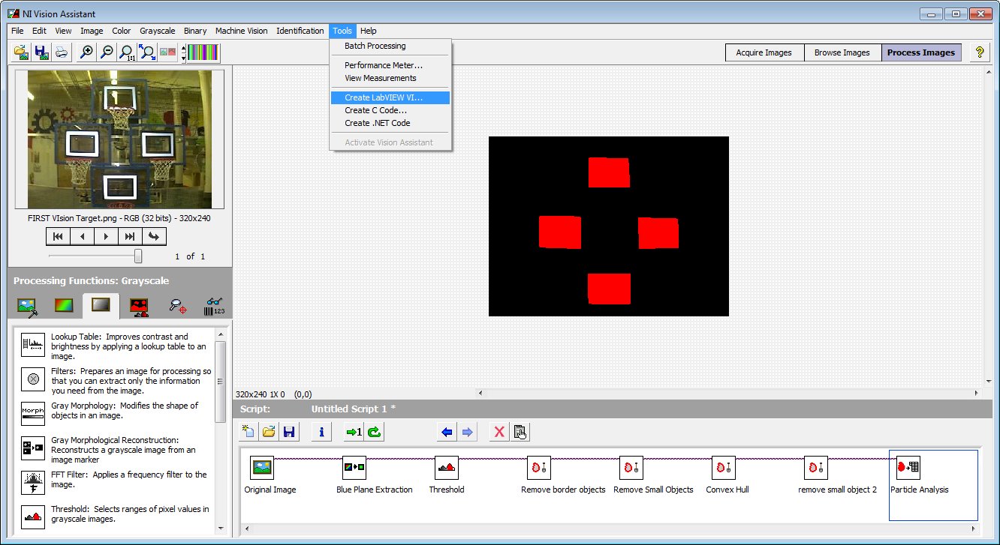 NI Vision Assistant
File Edit View Image Color Grayscale Binary Machine Vision Identification Tools Help
Batch Processing
Performance Meter...
View Measurements
Create LabVIEW VI...
Create C Code...
Create .NET Code
Activate Vision Assistant
1:1
Acquire Images Browse Images Process Images
?
FIRST VIsion Target.png - RGB (32 bits) - 320x240
1 of 1
Processing Functions: Grayscale
123
Lookup Table: Improves contrast and
brightness by applying a lookup table to an
image.
Filters: Prepares an image for processing so
that you can extract only the information
you need from the image.
Morph
Gray Morphology: Modifies the shape of
objects in an image.
Gray Morphological Reconstruction:
Reconstructs a grayscale image from an
image marker
FFT Filter: Applies a frequency filter to the
image.
Threshold: Selects ranges of pixel values in
grayscale images.
320x240 1X 0 (0,0)
Script: Untitled Script 1 *
i
1
Original Image Blue Plane Extraction Threshold Remove border objects Remove Small Objects Convex Hull remove small object 2 Particle Analysis